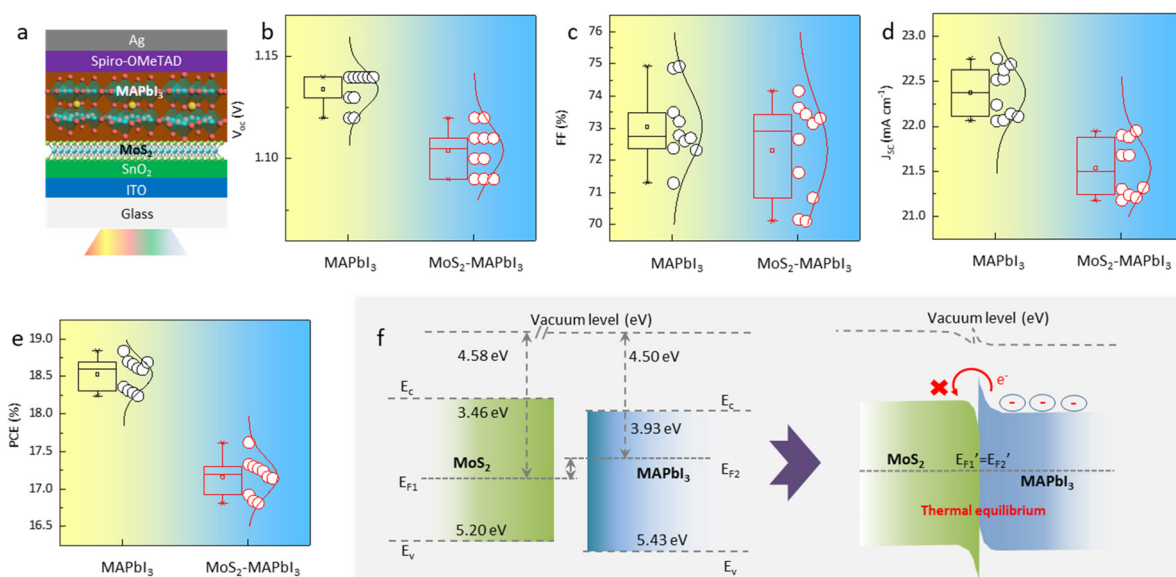 a
Ag
Spiro-OMeTAD
MAPbI₃
MoS₂
SnO₂
ITO
Glass
b
1.15
1.10
Voc (V)
MAPbI₃
MoS₂-MAPbI₃
c
76
75
74
73
72
71
70
FF (%)
MAPbI₃
MoS₂-MAPbI₃
d
23.0
22.5
22.0
21.5
21.0
JSC (mA cm⁻¹)
MAPbI₃
MoS₂-MAPbI₃
e
19.0
18.5
18.0
17.5
17.0
16.5
PCE (%)
MAPbI₃
MoS₂-MAPbI₃
f
Vacuum level (eV)
4.58 eV
4.50 eV
Ec
3.46 eV
Ec
3.93 eV
MoS₂
MAPbI₃
EF1
EF2
5.20 eV
5.43 eV
Ev
Ev
Vacuum level (eV)
e⁻
- - -
MoS₂
EF1'=EF2'
MAPbI₃
Thermal equilibrium